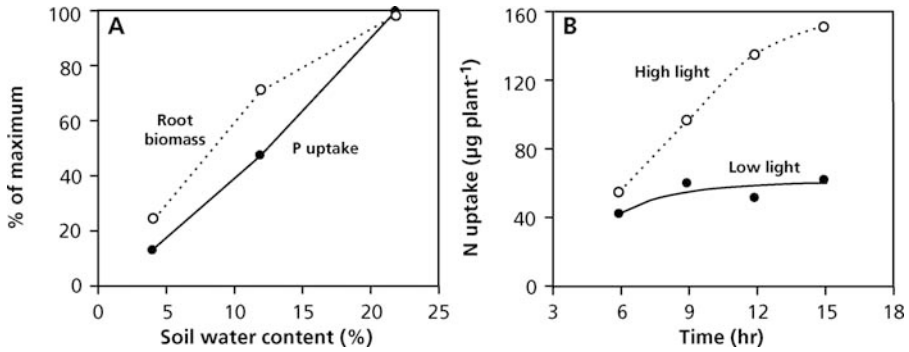 A
% of maximum
100
80
60
40
20
0
Root
biomass
P uptake
0
5
10
15
20
25
Soil water content (%)
B
N uptake (µg plant⁻¹)
160
120
80
40
0
High light
Low light
3
6
9
12
15
18
Time (hr)